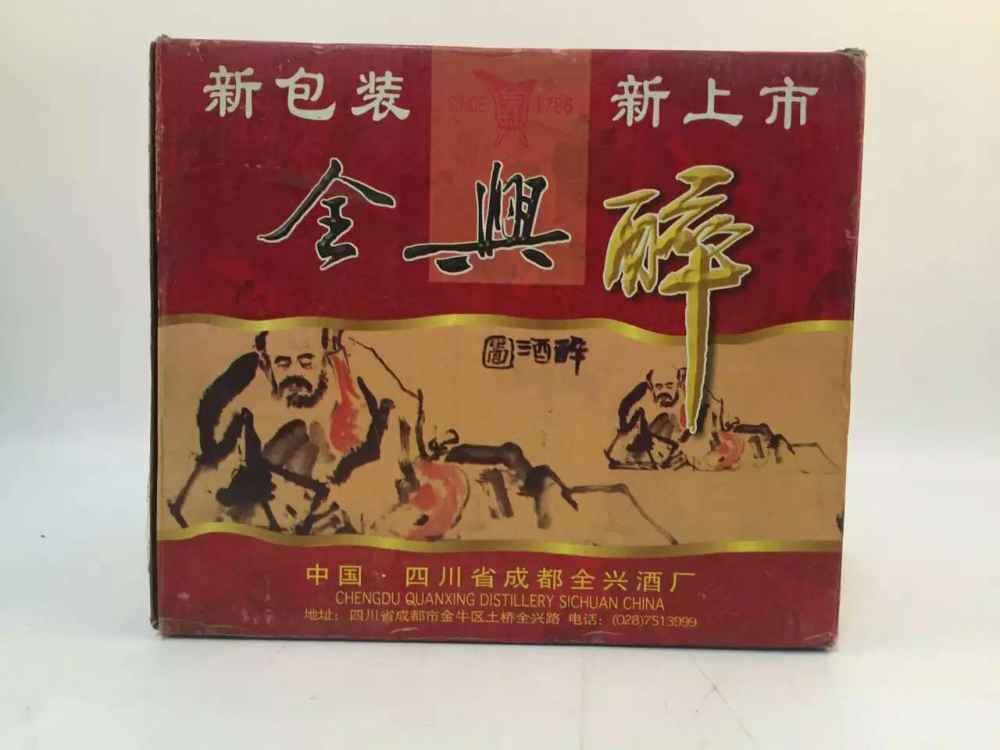 新包装 新上市
SINCE 1786
全興醉
醉酒圖
中国·四川省成都全兴酒厂
CHENGDU QUANXING DISTILLERY SICHUAN CHINA
地址：四川省成都市金牛区土桥全兴路 电话：(028)7513999